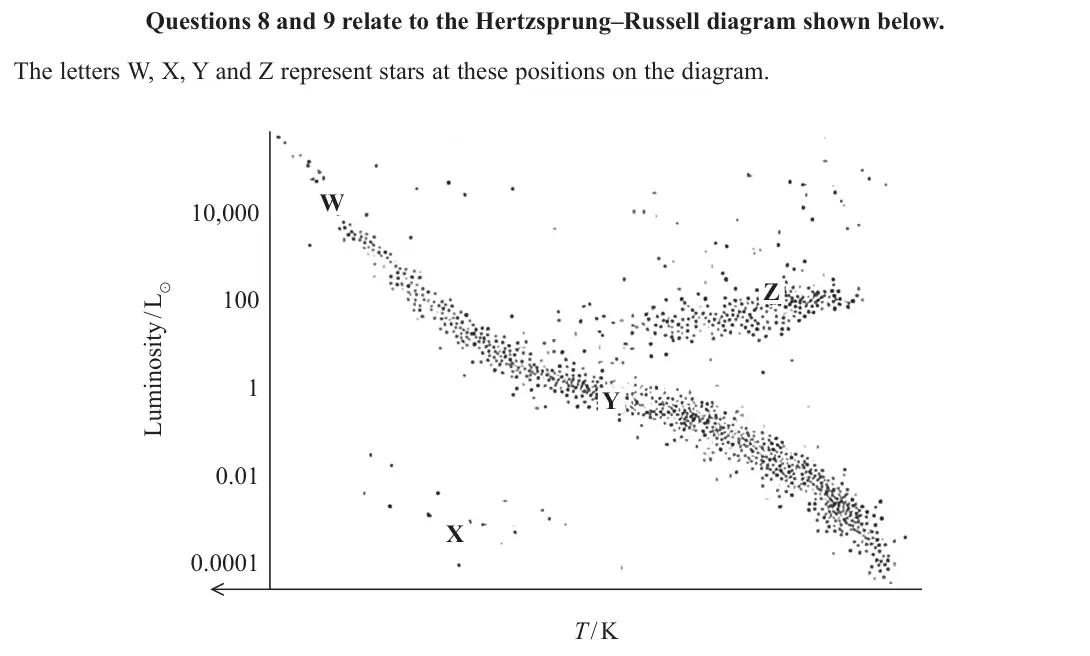 Questions 8 and 9 relate to the Hertzsprung–Russell diagram shown below.
The letters W, X, Y and Z represent stars at these positions on the diagram.
W
10,000
Z
100
Luminosity / L☉
1
Y
0.01
X
0.0001
T / K